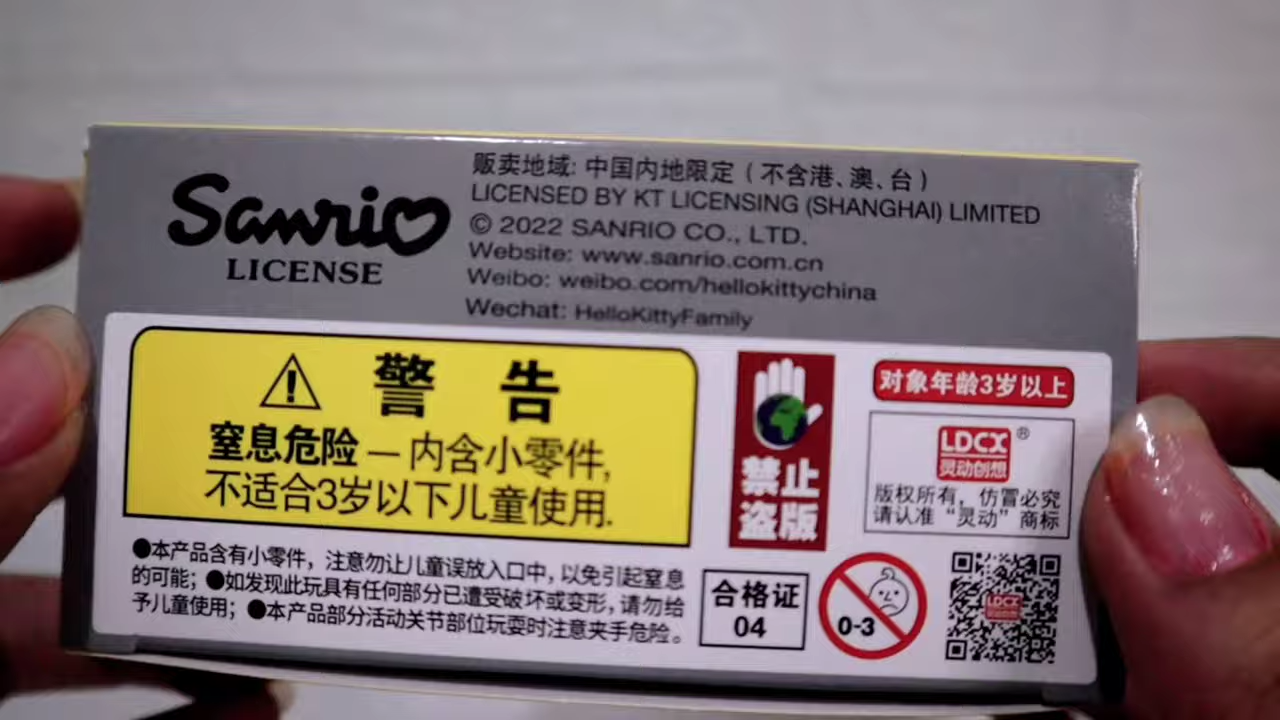 Sanrio
LICENSE
贩卖地域: 中国内地限定 ( 不含港、澳、台 )
LICENSED BY KT LICENSING (SHANGHAI) LIMITED
© 2022 SANRIO CO., LTD.
Website: www.sanrio.com.cn
Weibo: weibo.com/hellokittychina
Wechat: HelloKittyFamily
警告
窒息危险 — 内含小零件,
不适合3岁以下儿童使用.
禁止
盗版
对象年龄3岁以上
LDCX®
灵动创想
版权所有，仿冒必究
请认准“灵动”商标
●本产品含有小零件，注意勿让儿童误放入口中，以免引起窒息
的可能；●如发现此玩具有任何部分已遭受破坏或变形，请勿给
予儿童使用；●本产品部分活动关节部位玩耍时注意夹手危险。
合格证
04
0-3
LDCX